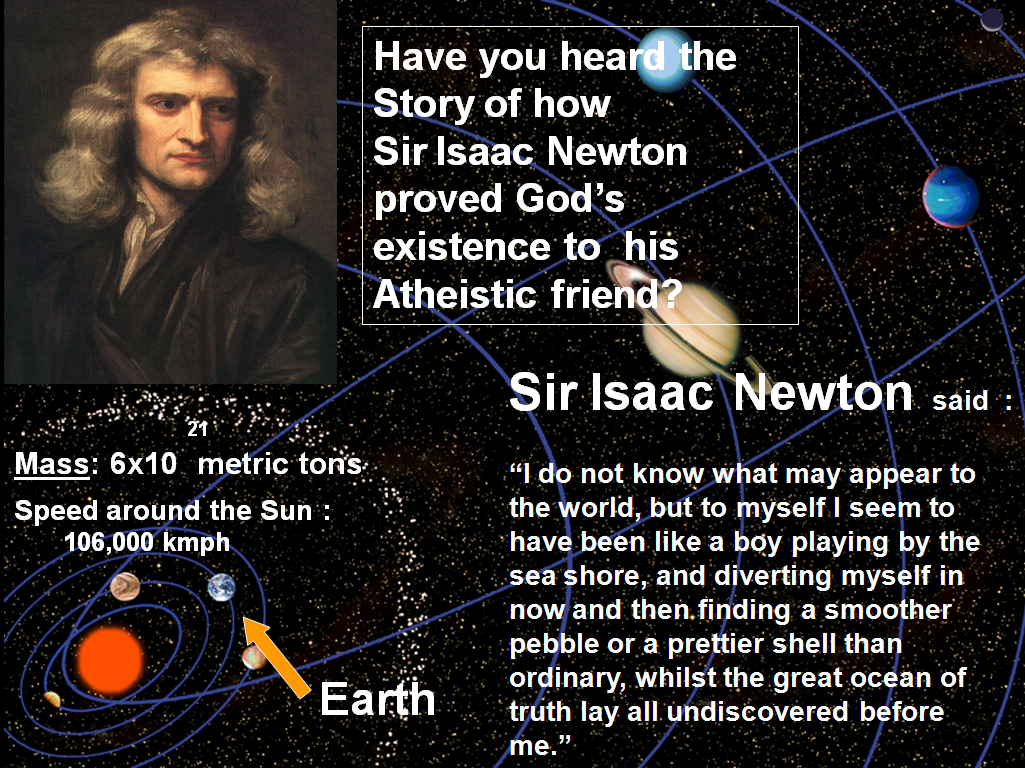 Have you heard the
Story of how
Sir Isaac Newton
proved God’s
existence to his
Atheistic friend?
Sir Isaac Newton said :
“I do not know what may appear to
the world, but to myself I seem to
have been like a boy playing by the
sea shore, and diverting myself in
now and then finding a smoother
pebble or a prettier shell than
ordinary, whilst the great ocean of
truth lay all undiscovered before
me.”
21
Mass: 6x10 metric tons
Speed around the Sun :
106,000 kmph
Earth